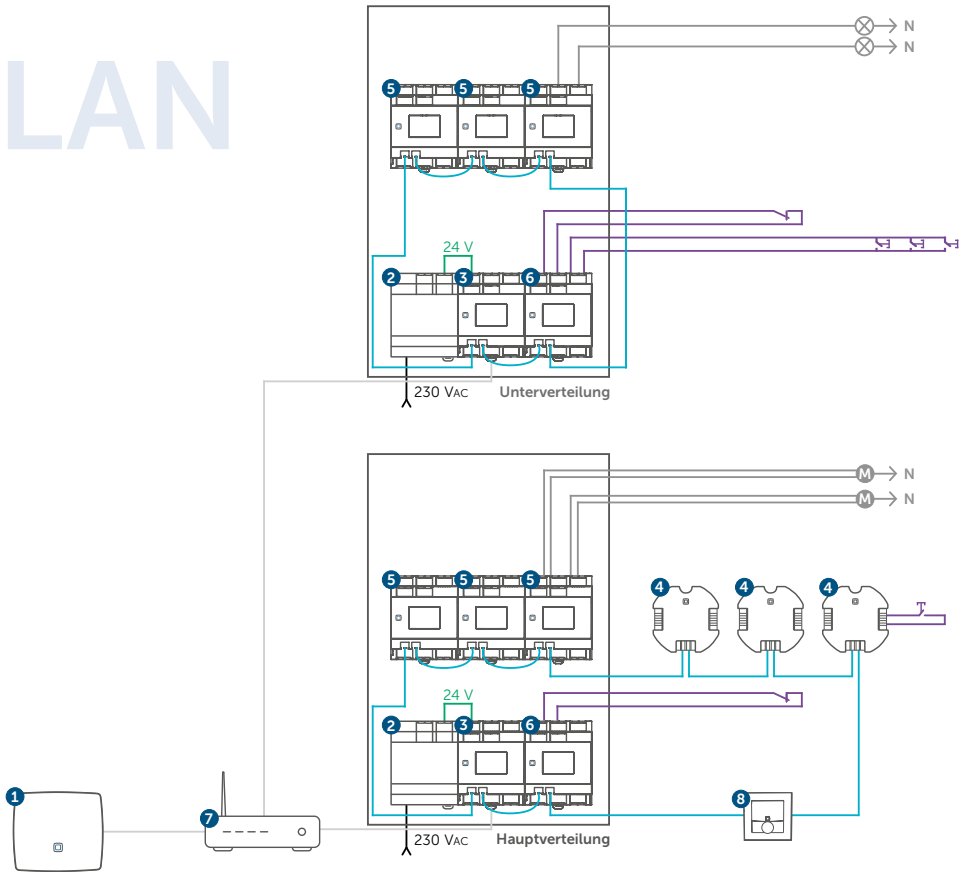 N
N
LAN
5 5 5
24 V
2 3 6
230 VAC Unterverteilung
M N
M N
5 5 5 4 4 4
24 V
2 3 6
1 7 8
230 VAC Hauptverteilung